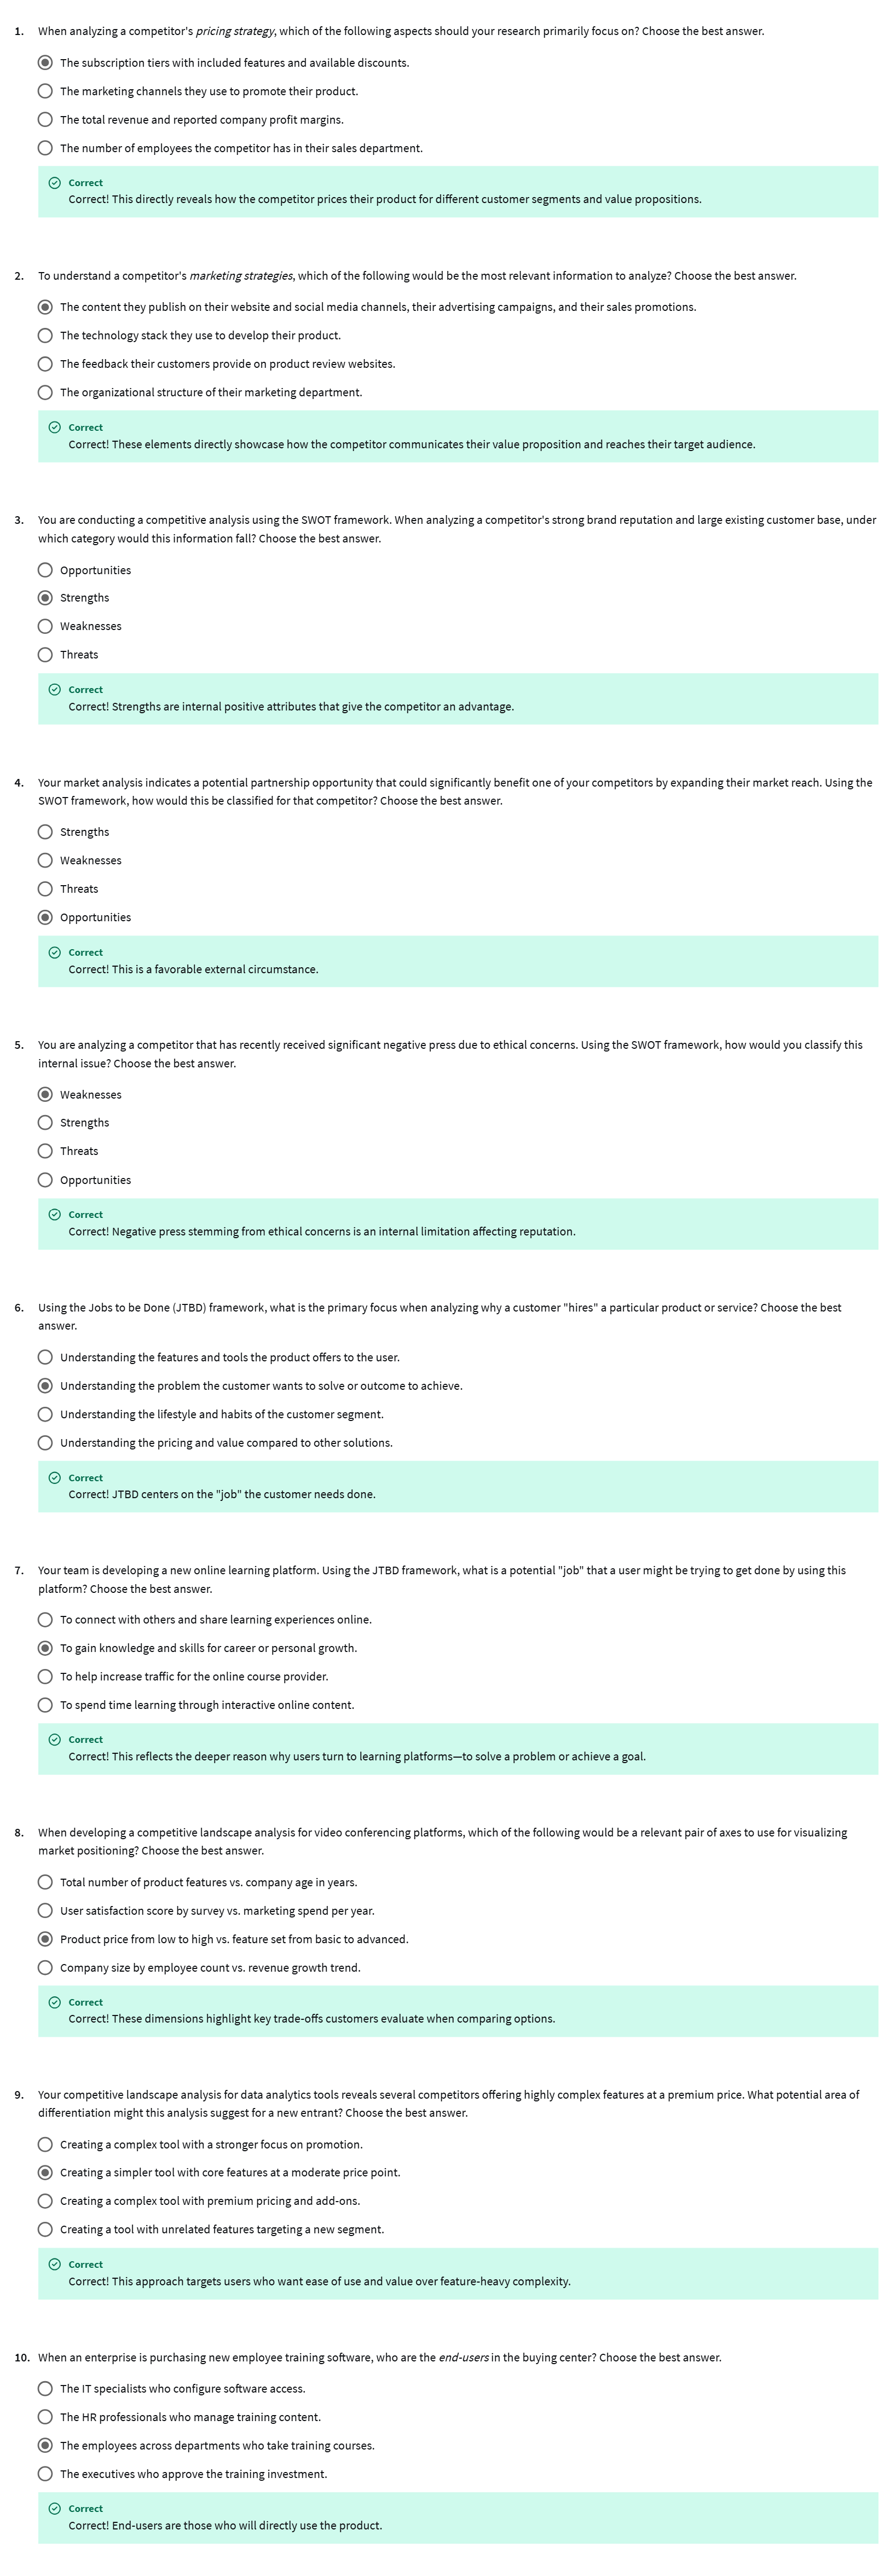 1. When analyzing a competitor's pricing strategy, which of the following aspects should your research primarily focus on? Choose the best answer.
The subscription tiers with included features and available discounts.
The marketing channels they use to promote their product.
The total revenue and reported company profit margins.
The number of employees the competitor has in their sales department.
Correct
Correct! This directly reveals how the competitor prices their product for different customer segments and value propositions.
2. To understand a competitor's marketing strategies, which of the following would be the most relevant information to analyze? Choose the best answer.
The content they publish on their website and social media channels, their advertising campaigns, and their sales promotions.
The technology stack they use to develop their product.
The feedback their customers provide on product review websites.
The organizational structure of their marketing department.
Correct
Correct! These elements directly showcase how the competitor communicates their value proposition and reaches their target audience.
3. You are conducting a competitive analysis using the SWOT framework. When analyzing a competitor's strong brand reputation and large existing customer base, under
which category would this information fall? Choose the best answer.
Opportunities
Strengths
Weaknesses
Threats
Correct
Correct! Strengths are internal positive attributes that give the competitor an advantage.
4. Your market analysis indicates a potential partnership opportunity that could significantly benefit one of your competitors by expanding their market reach. Using the
SWOT framework, how would this be classified for that competitor? Choose the best answer.
Strengths
Weaknesses
Threats
Opportunities
Correct
Correct! This is a favorable external circumstance.
5. You are analyzing a competitor that has recently received significant negative press due to ethical concerns. Using the SWOT framework, how would you classify this
internal issue? Choose the best answer.
Weaknesses
Strengths
Threats
Opportunities
Correct
Correct! Negative press stemming from ethical concerns is an internal limitation affecting reputation.
6. Using the Jobs to be Done (JTBD) framework, what is the primary focus when analyzing why a customer "hires" a particular product or service? Choose the best
answer.
Understanding the features and tools the product offers to the user.
Understanding the problem the customer wants to solve or outcome to achieve.
Understanding the lifestyle and habits of the customer segment.
Understanding the pricing and value compared to other solutions.
Correct
Correct! JTBD centers on the "job" the customer needs done.
7. Your team is developing a new online learning platform. Using the JTBD framework, what is a potential "job" that a user might be trying to get done by using this
platform? Choose the best answer.
To connect with others and share learning experiences online.
To gain knowledge and skills for career or personal growth.
To help increase traffic for the online course provider.
To spend time learning through interactive online content.
Correct
Correct! This reflects the deeper reason why users turn to learning platforms—to solve a problem or achieve a goal.
8. When developing a competitive landscape analysis for video conferencing platforms, which of the following would be a relevant pair of axes to use for visualizing
market positioning? Choose the best answer.
Total number of product features vs. company age in years.
User satisfaction score by survey vs. marketing spend per year.
Product price from low to high vs. feature set from basic to advanced.
Company size by employee count vs. revenue growth trend.
Correct
Correct! These dimensions highlight key trade-offs customers evaluate when comparing options.
9. Your competitive landscape analysis for data analytics tools reveals several competitors offering highly complex features at a premium price. What potential area of
differentiation might this analysis suggest for a new entrant? Choose the best answer.
Creating a complex tool with a stronger focus on promotion.
Creating a simpler tool with core features at a moderate price point.
Creating a complex tool with premium pricing and add-ons.
Creating a tool with unrelated features targeting a new segment.
Correct
Correct! This approach targets users who want ease of use and value over feature-heavy complexity.
10. When an enterprise is purchasing new employee training software, who are the end-users in the buying center? Choose the best answer.
The IT specialists who configure software access.
The HR professionals who manage training content.
The employees across departments who take training courses.
The executives who approve the training investment.
Correct
Correct! End-users are those who will directly use the product.